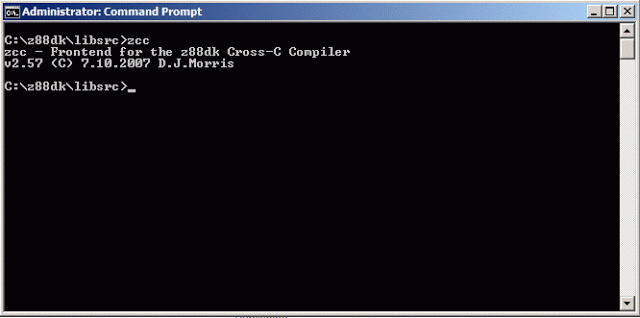 Administrator: Command Prompt
C:\z88dk\libsrc>zcc
zcc - Frontend for the z88dk Cross-C Compiler
v2.57 (C) 7.10.2007 D.J.Morris
C:\z88dk\libsrc>_